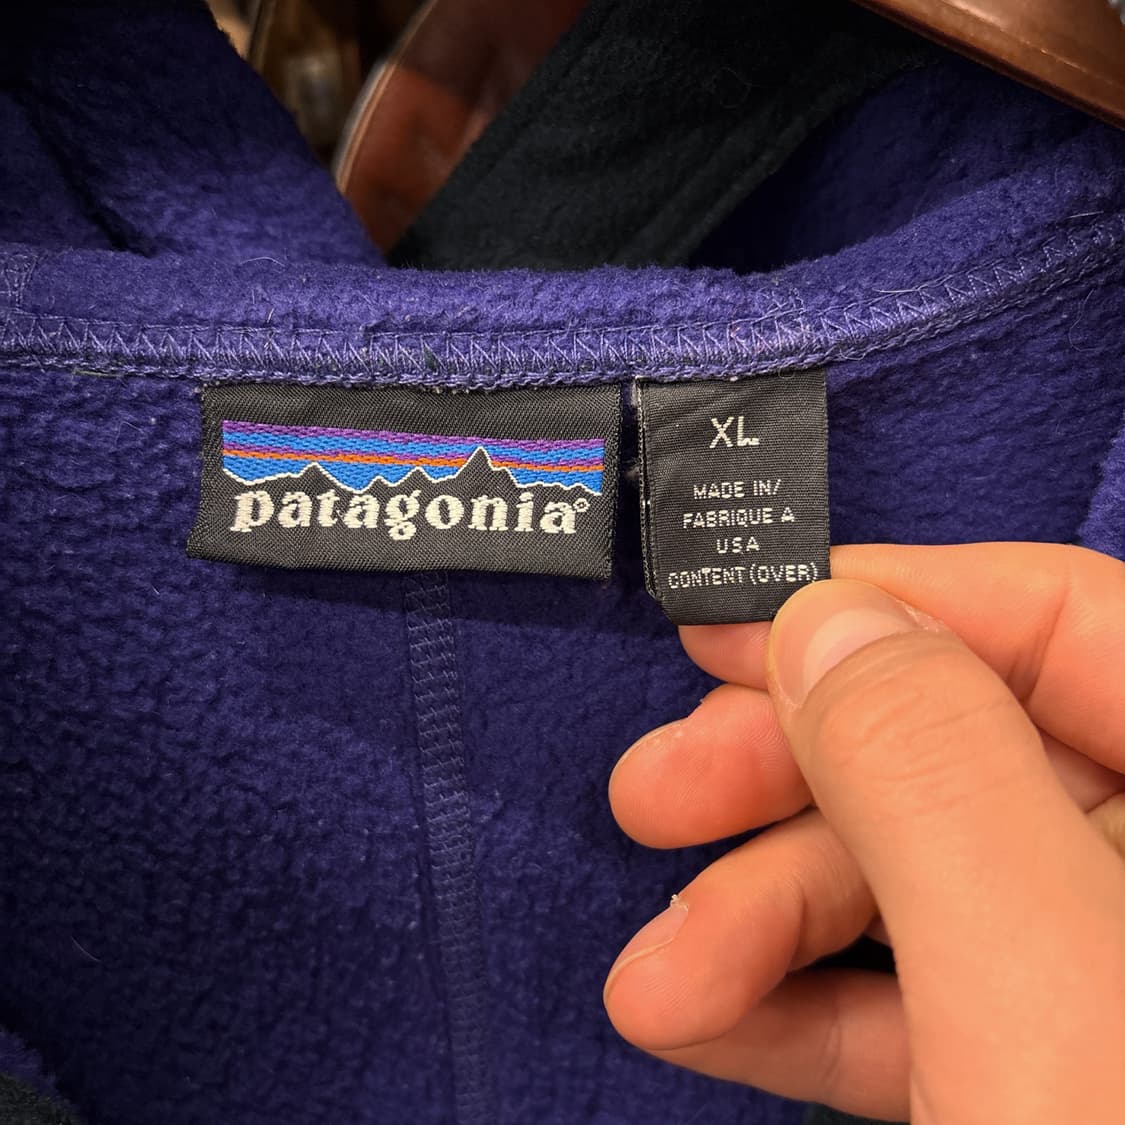 patagonia®
XL
MADE IN/
FABRIQUE A
USA
CONTENT (OVER)